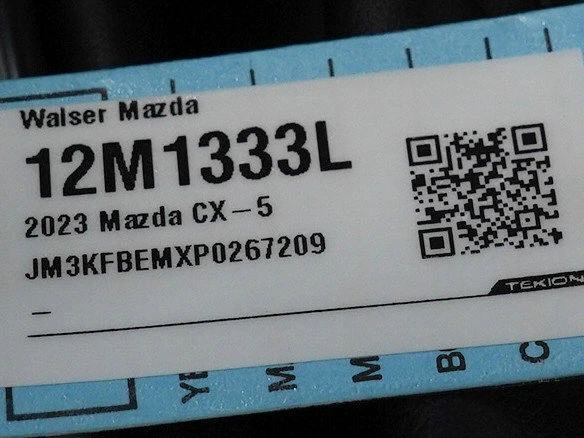 Walser Mazda
12M1333L
2023 Mazda CX-5
JM3KFBEMXP0267209
–
TEKION